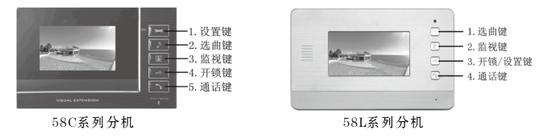 1. 设置键
2. 选曲键
3. 监视键
4. 开锁键
5. 通话键
VISUAL EXTENSION
58C系列分机
1. 选曲键
2. 监视键
3. 开锁/设置键
4. 通话键
58L系列分机